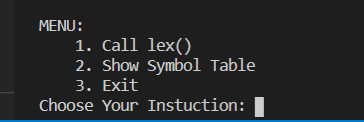 MENU:
1. Call lex()
2. Show Symbol Table
3. Exit
Choose Your Instuction: